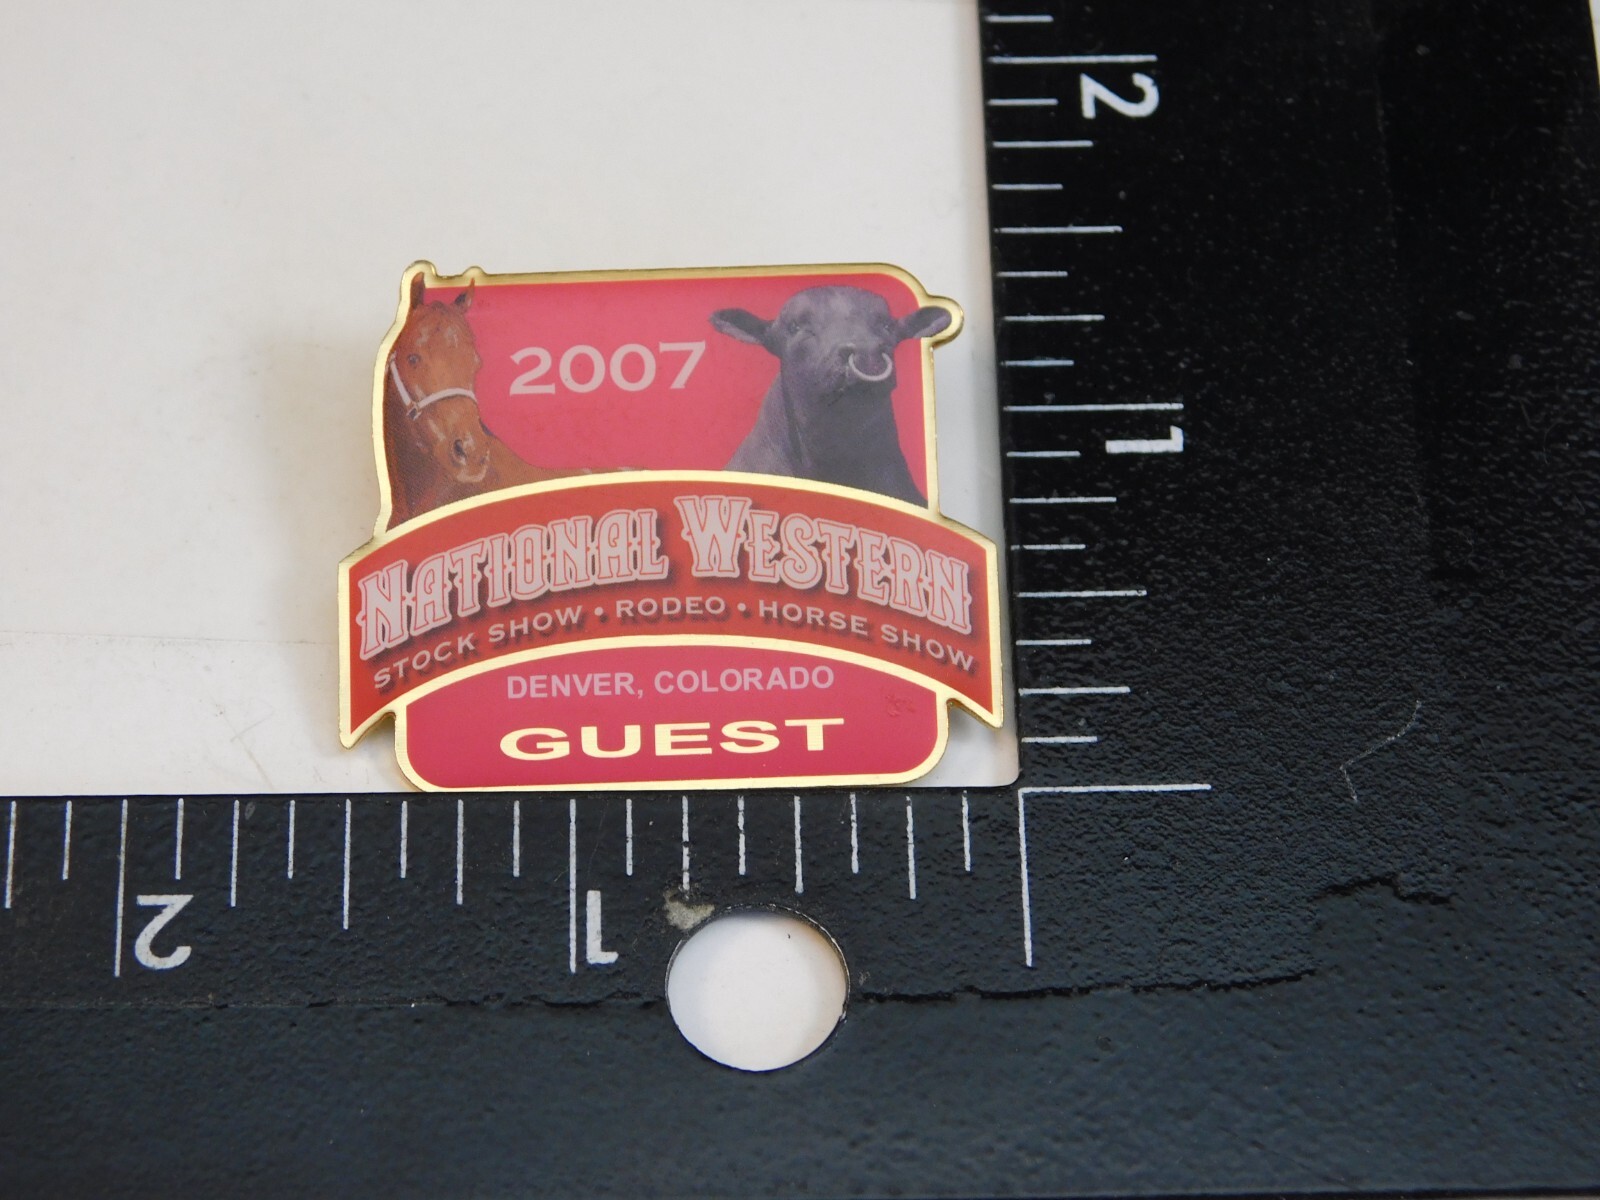 2007
NATIONAL WESTERN
STOCK SHOW • RODEO • HORSE SHOW
DENVER, COLORADO
GUEST
2
1
2
1